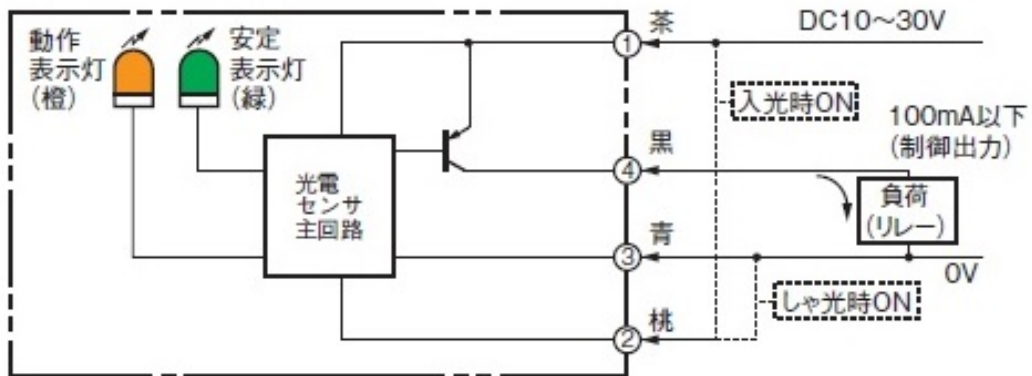 動作
表示灯
(橙)
安定
表示灯
(緑)
光電
センサ
主回路
①
茶
DC10～30V
入光時ON
100mA以下
(制御出力)
④
黒
負荷
(リレー)
③
青
0V
しゃ光時ON
②
桃